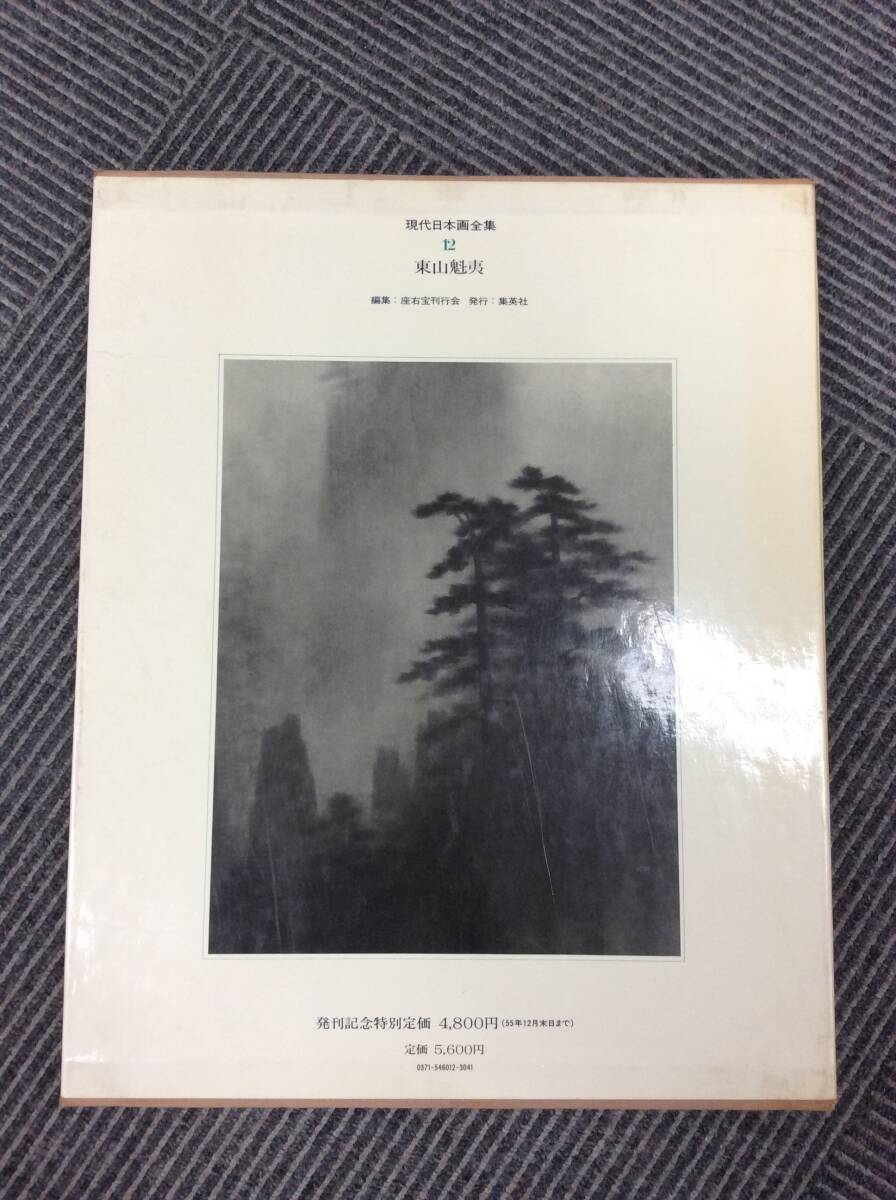 現代日本画全集
12
東山魁夷
編集：座右宝刊行会 発行：集英社
発刊記念特別定価 4,800円(55年12月末日まで)
定価 5,600円
0371-546012-3041